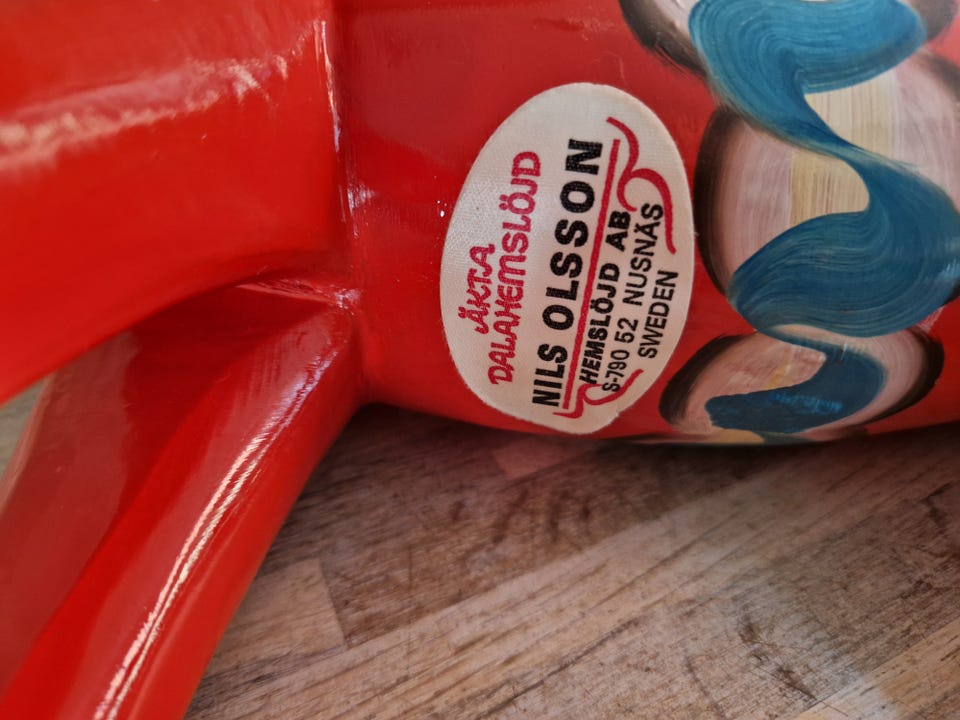 ÄKTA
DALAHEMSLÖJD
NILS OLSSON
HEMSLÖJD AB
S-790 52 NUSNÄS
SWEDEN